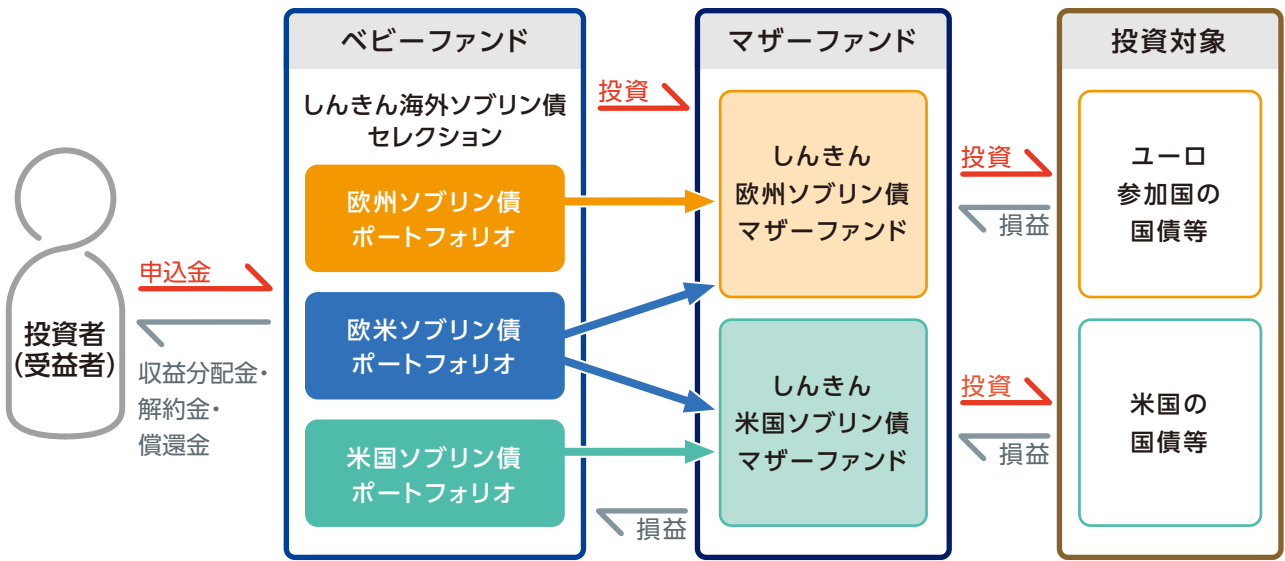 投資者
(受益者)
申込金
収益分配金・
解約金・
償還金
ベビーファンド
しんきん海外ソブリン債
セレクション
欧州ソブリン債
ポートフォリオ
欧米ソブリン債
ポートフォリオ
米国ソブリン債
ポートフォリオ
投資
損益
マザーファンド
しんきん
欧州ソブリン債
マザーファンド
しんきん
米国ソブリン債
マザーファンド
投資
損益
投資
損益
投資対象
ユーロ
参加国の
国債等
米国の
国債等